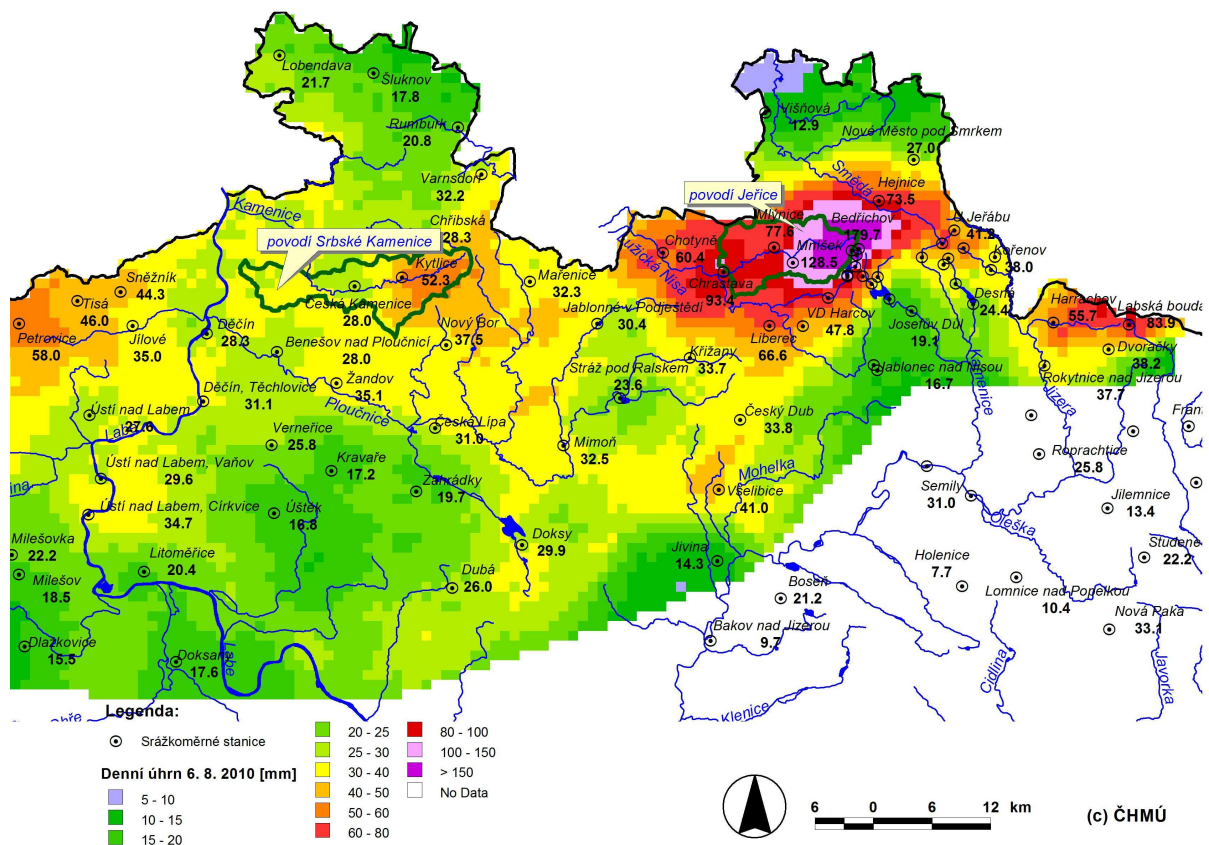 Lobendava
21.7
Šluknov
17.8
Rumburk
20.8
Varnsdorf
32.2
Višňová
12.9
Nové Město pod Smrkem
27.0
Smědá
Hejnice
73.5
povodí Jeřice
Mlýnice
77.6
Bedřichov
179.7
U Jeřábu
41.2
Kořenov
38.0
Mníšek
128.5
Chotyně
60.4
Lužická Nisa
Chrastava
93.4
Kamenice
Chřibská
28.3
povodí Srbské Kamenice
Kytlice
52.3
Česká Kamenice
28.0
Mařenice
32.3
Sněžník
44.3
Tisá
46.0
Petrovice
58.0
Jílové
35.0
Děčín
28.3
Benešov nad Ploučnicí
28.0
Nový Bor
37.5
Jablonné v Podještědí
30.4
VD Harcov
47.8
Liberec
66.6
Josefův Důl
19.1
Desná
24.4
Harrachov
55.7
Labská bouda
83.9
Dvoračky
38.2
Křižany
33.7
Stráž pod Ralskem
23.6
Jablonec nad Nisou
16.7
Kamenice
Rokytnice nad Jizerou
37.7
Jizera
Žandov
35.1
Děčín, Těchlovice
31.1
Ploučnice
Ústí nad Labem
27.6
Labe
Česká Lípa
31.0
Český Dub
33.8
Fran
Verneřice
25.8
Mimoň
32.5
Kravaře
17.2
Ústí nad Labem, Vaňov
29.6
ina
Zahrádky
19.7
Mohelka
Všelibice
41.0
Roprachtice
25.8
Semily
31.0
Jilemnice
13.4
Ústí nad Labem, Církvice
34.7
Úštěk
16.8
Oleška
Doksy
29.9
Milešovka
22.2
Milešov
18.5
Litoměřice
20.4
Jivina
14.3
Dubá
26.0
Holenice
7.7
Studene
22.2
Boseň
21.2
Lomnice nad Popelkou
10.4
Nová Paka
33.1
Bakov nad Jizerou
9.7
Dlažkovice
15.5
Doksany
17.6
Labe
Cidlina
Javorka
Klenice
ohře
Legenda:
Srážkoměrné stanice
Denní úhrn 6. 8. 2010 [mm]
5 - 10
10 - 15
15 - 20
20 - 25
25 - 30
30 - 40
40 - 50
50 - 60
60 - 80
80 - 100
100 - 150
> 150
No Data
6 0 6 12 km
(c) ČHMÚ